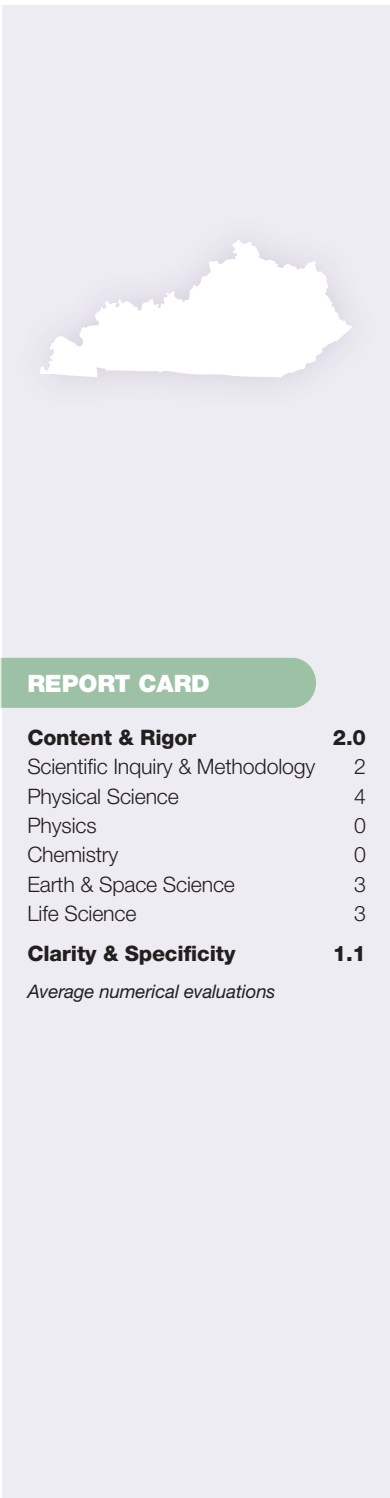 REPORT CARD
Content & Rigor 2.0
Scientific Inquiry & Methodology 2
Physical Science 4
Physics 0
Chemistry 0
Earth & Space Science 3
Life Science 3
Clarity & Specificity 1.1
Average numerical evaluations